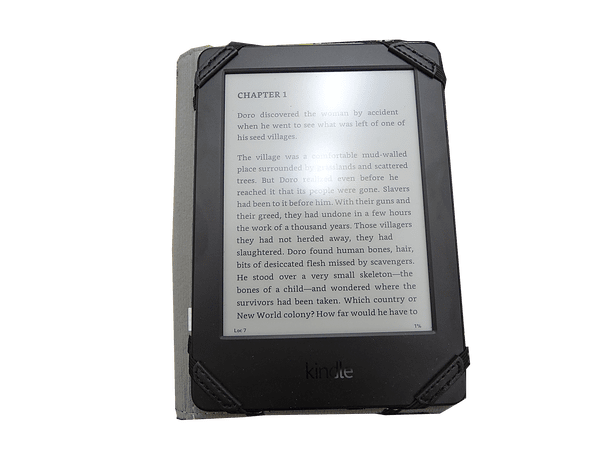 CHAPTER 1
Doro discovered the woman by accident
when he went to see what was left of one of
his seed villages.
The village was a comfortable mud-walled
place surrounded by grasslands and scattered
trees. But Doro realized even before he
reached it that its people were gone. Slavers
had been to it before him. With their guns and
their greed, they had undone in a few hours
the work of a thousand years. Those villagers
they had not herded away, they had
slaughtered. Doro found human bones, hair,
bits of desiccated flesh missed by scavengers.
He stood over a very small skeleton—the
bones of a child—and wondered where the
survivors had been taken. Which country or
New World colony? How far would he have to
Loc 7 1%
kindle